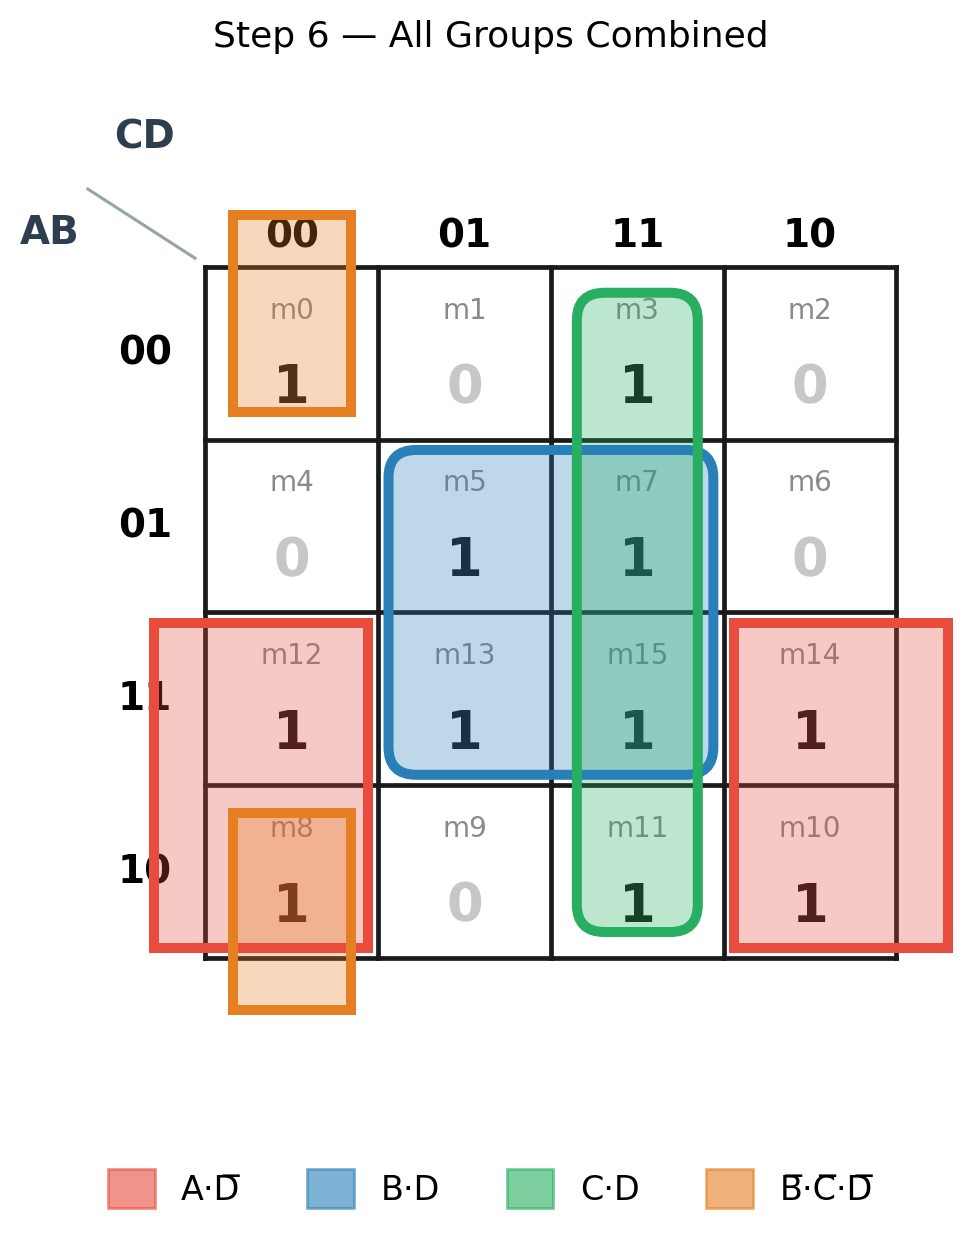 Step 6 — All Groups Combined
CD
AB
00 01 11 10
m0 m1 m3 m2
00
1 0 1 0
m4 m5 m7 m6
01
0 1 1 0
m12 m13 m15 m14
11
1 1 1 1
m8 m9 m11 m10
10
1 0 1 1
A·D̅ B·D C·D B̅·C̅·D̅